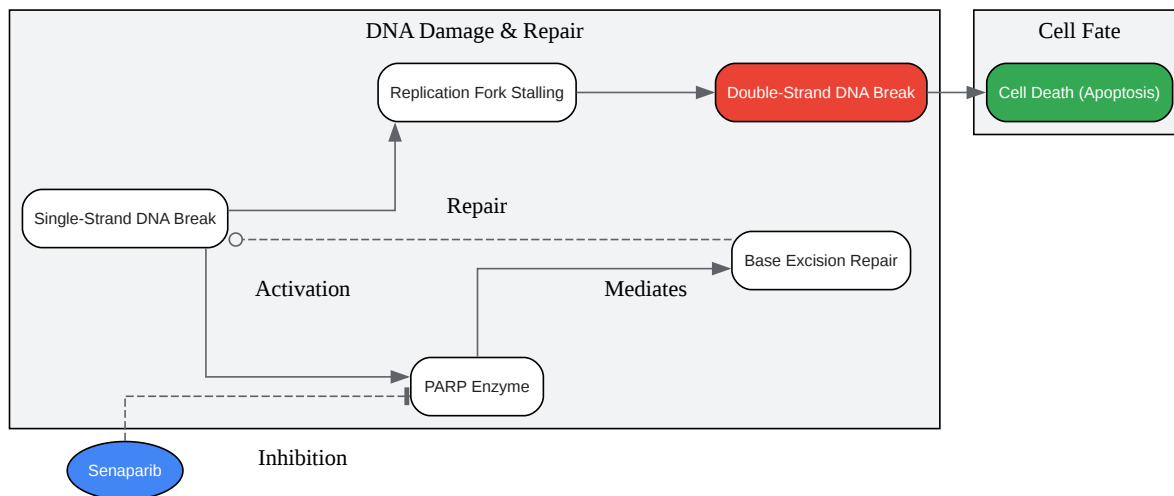 DNA Damage & Repair
Cell Fate
Replication Fork Stalling
Double-Strand DNA Break
Cell Death (Apoptosis)
Single-Strand DNA Break
Repair
Base Excision Repair
Activation
Mediates
PARP Enzyme
Inhibition
Senaparib